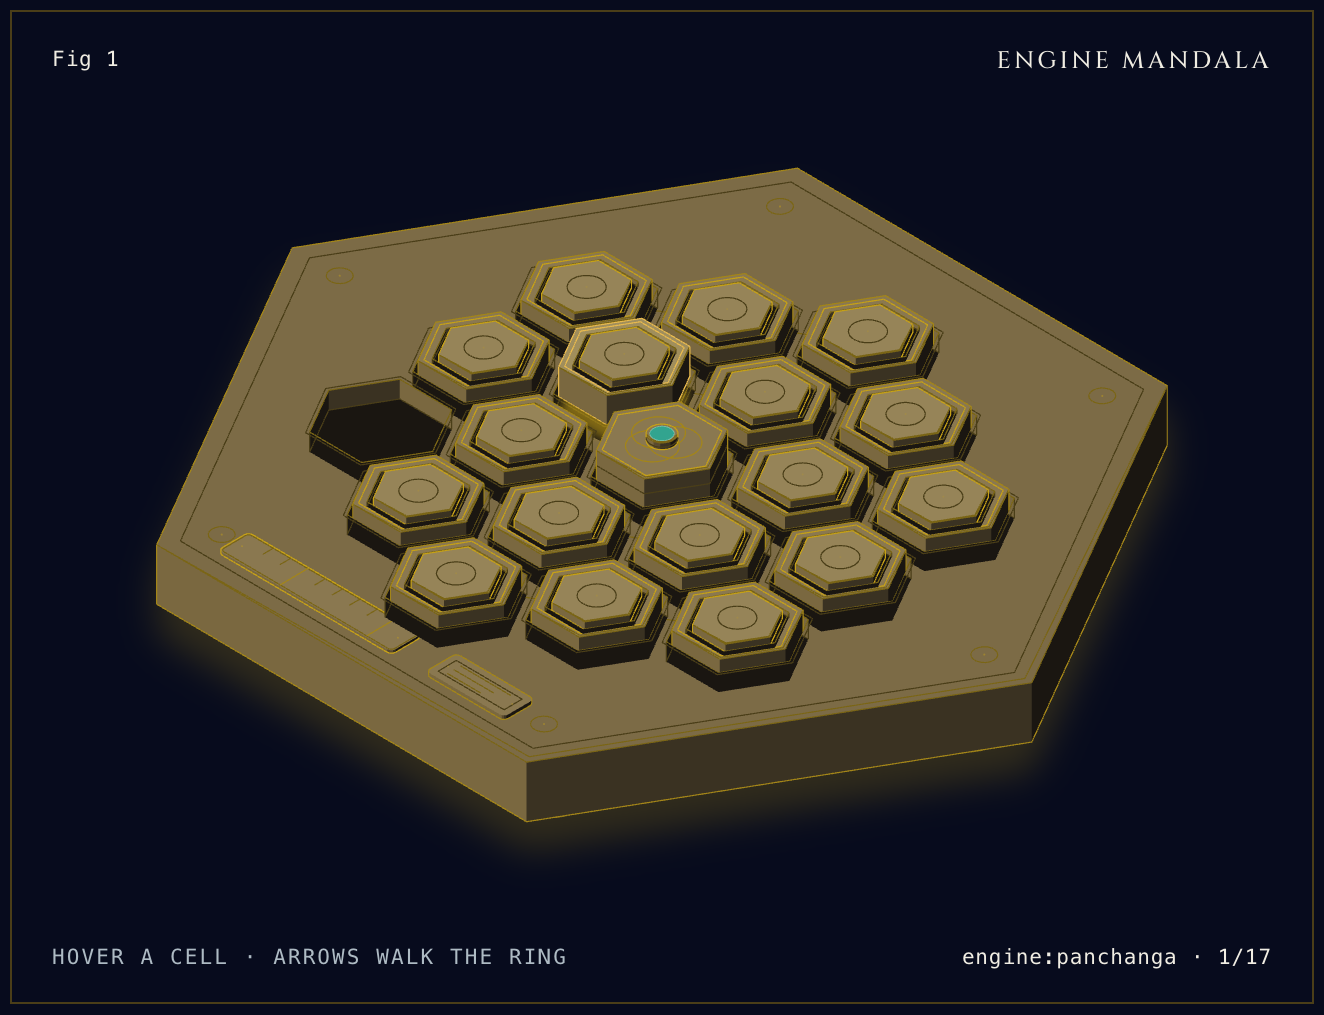 Fig 1
ENGINE MANDALA
HOVER A CELL · ARROWS WALK THE RING
engine:panchanga · 1/17